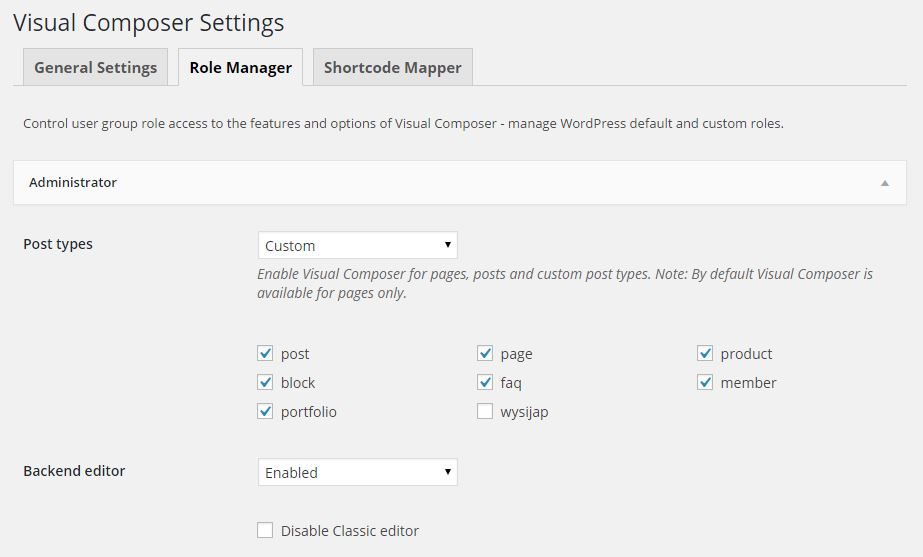 Visual Composer Settings
General Settings Role Manager Shortcode Mapper
Control user group role access to the features and options of Visual Composer - manage WordPress default and custom roles.
Administrator
Post types Custom
Enable Visual Composer for pages, posts and custom post types. Note: By default Visual Composer is
available for pages only.
post page product
block faq member
portfolio wysijap
Backend editor Enabled
Disable Classic editor